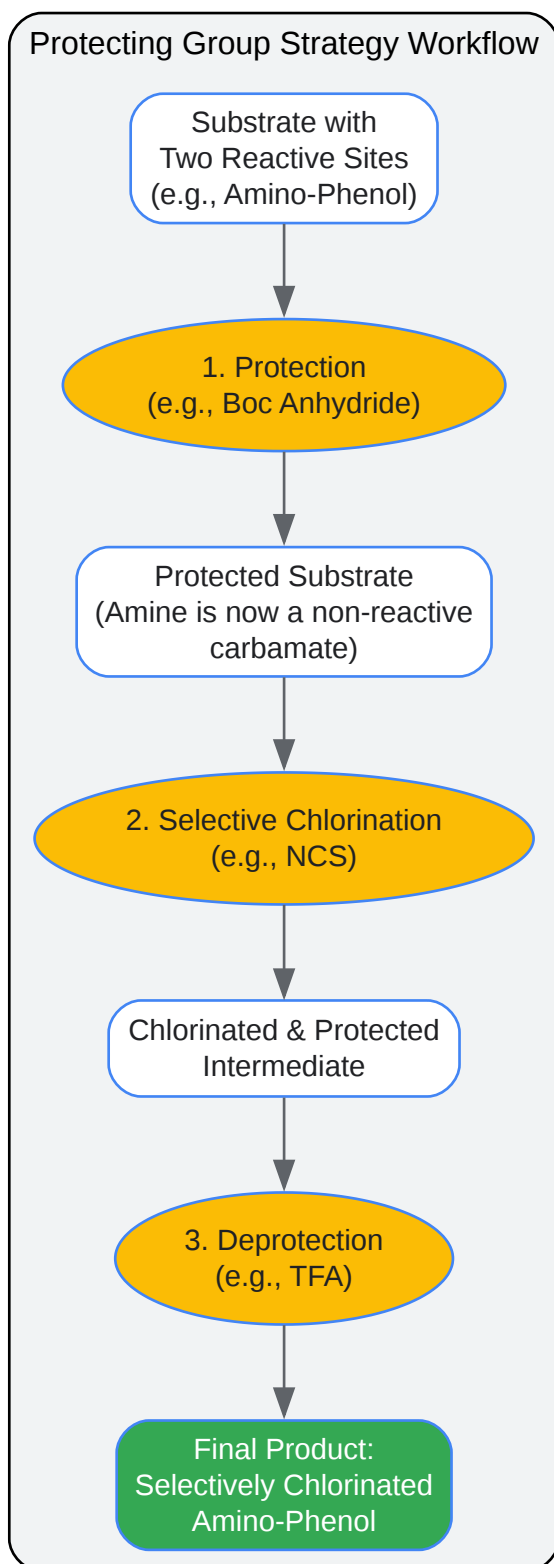 Protecting Group Strategy Workflow
Substrate with
Two Reactive Sites
(e.g., Amino-Phenol)
1. Protection
(e.g., Boc Anhydride)
Protected Substrate
(Amine is now a non-reactive
carbamate)
2. Selective Chlorination
(e.g., NCS)
Chlorinated & Protected
Intermediate
3. Deprotection
(e.g., TFA)
Final Product:
Selectively Chlorinated
Amino-Phenol